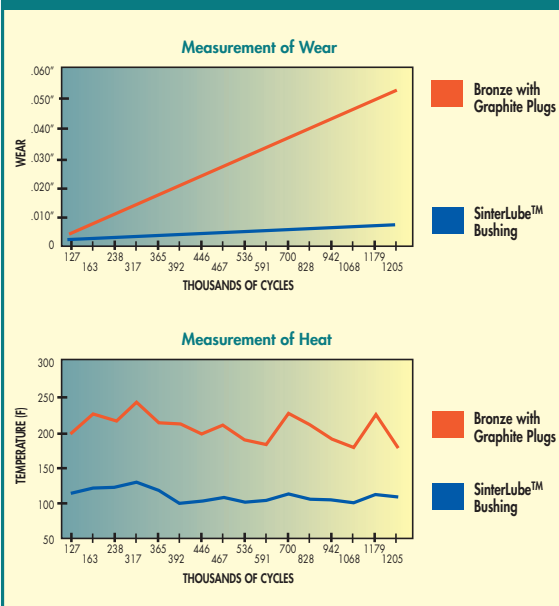 Measurement of Wear
.060"
.050"
.040"
.030"
.020"
.010"
0
WEAR
127 238 365 446 536 700 942 1179
163 317 392 467 591 828 1068 1205
THOUSANDS OF CYCLES
Bronze with
Graphite Plugs
SinterLube™
Bushing
Measurement of Heat
300
250
200
150
100
50
TEMPERATURE (F)
127 238 365 446 536 700 942 1179
163 317 392 467 591 828 1068 1205
THOUSANDS OF CYCLES
Bronze with
Graphite Plugs
SinterLube™
Bushing